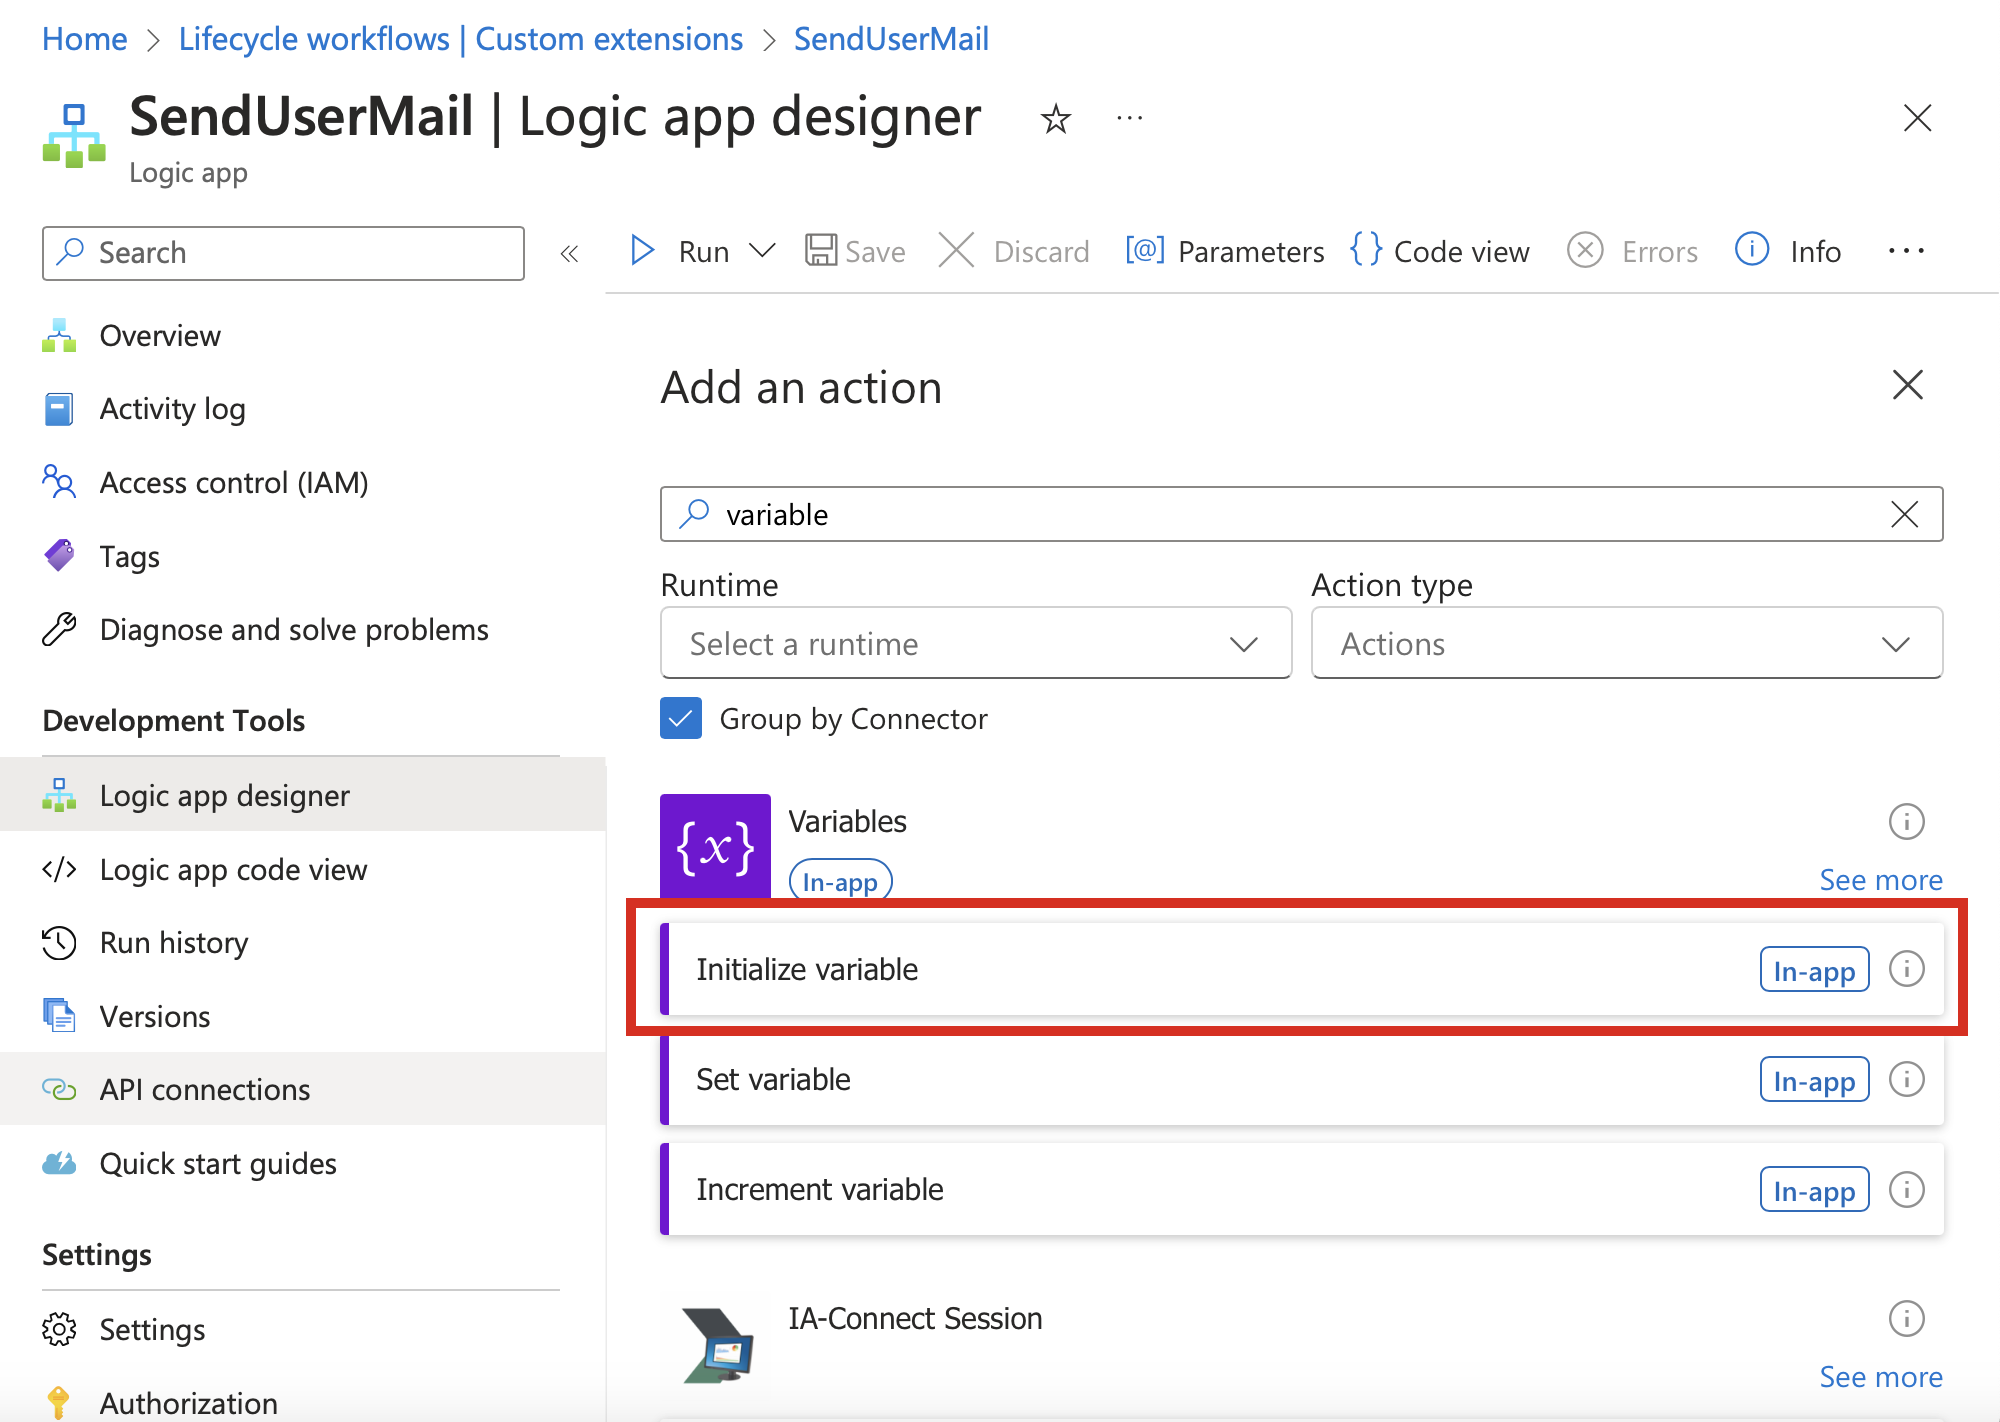 Home > Lifecycle workflows | Custom extensions > SendUserMail
SendUserMail | Logic app designer
Logic app
Search
Run
Save
Discard
[@] Parameters
{} Code view
Errors
Info
Overview
Activity log
Access control (IAM)
Tags
Diagnose and solve problems
Development Tools
Logic app designer
Logic app code view
Run history
Versions
API connections
Quick start guides
Settings
Settings
Authorization
Add an action
variable
Runtime
Action type
Select a runtime
Actions
Group by Connector
{x}
Variables
In-app
See more
Initialize variable
In-app
Set variable
In-app
Increment variable
In-app
IA-Connect Session
See more